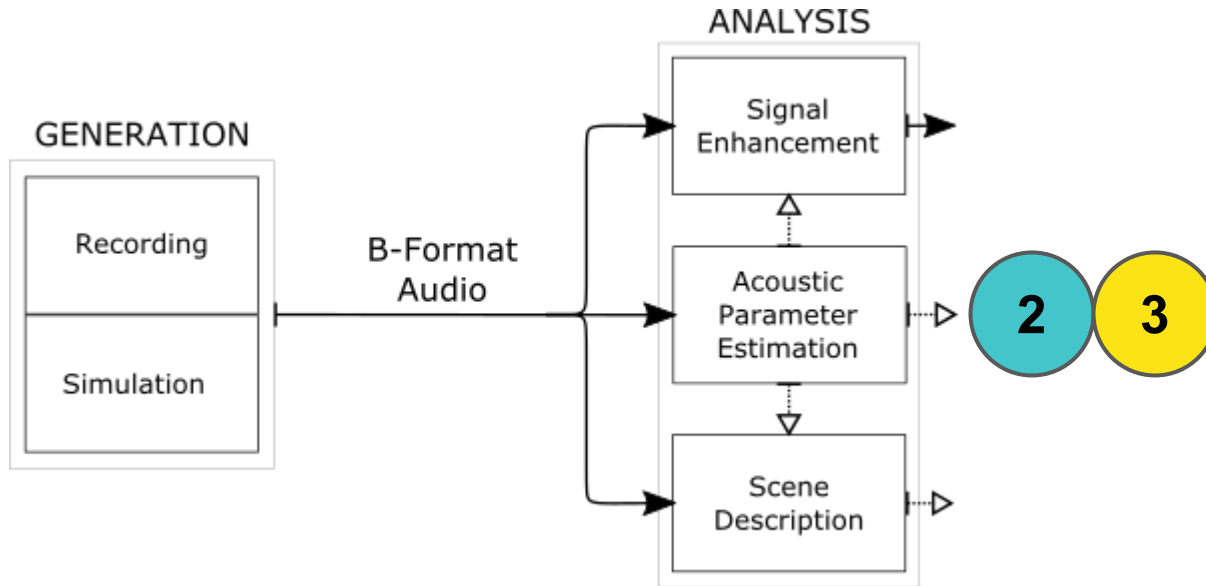 GENERATION
Recording
Simulation
B-Format
Audio
ANALYSIS
Signal
Enhancement
Acoustic
Parameter
Estimation
2
3
Scene
Description